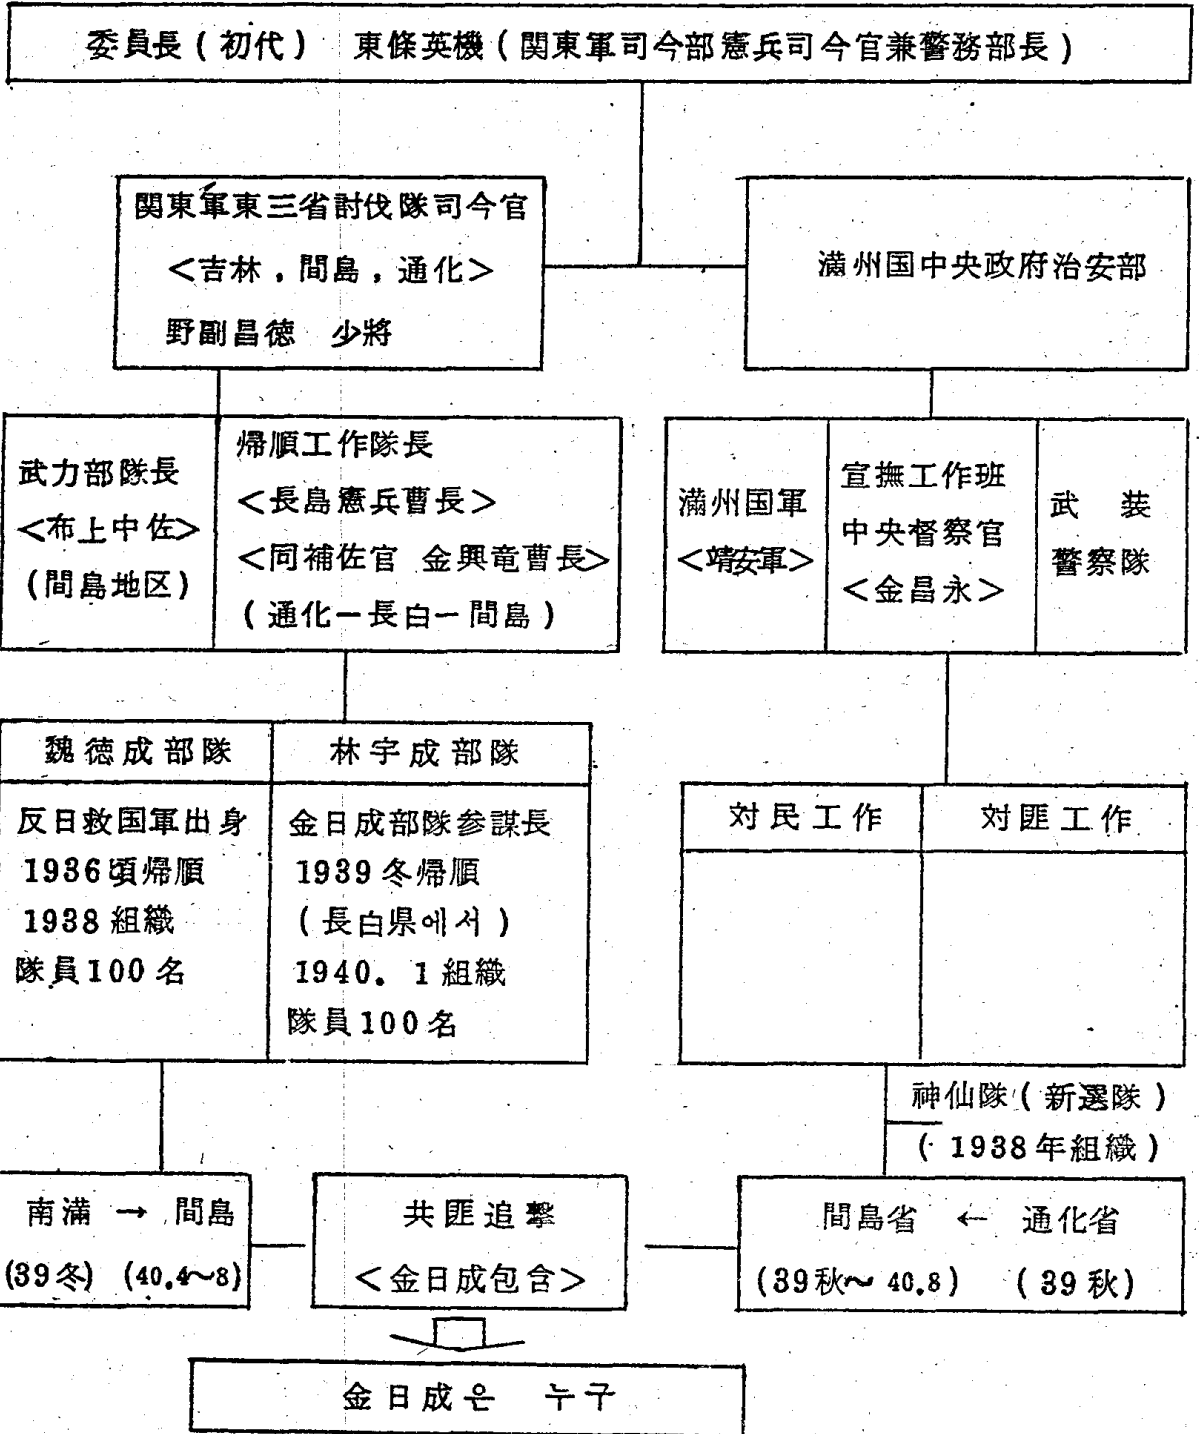 委員長(初代) 東條英機(関東軍司令部憲兵司令官兼警務部長)
関東軍東三省討伐隊司令官
<吉林,間島,通化>
野副昌徳 少將
満州国中央政府治安部
武力部隊長
<布上中佐>
(間島地区)
帰順工作隊長
<長島憲兵曹長>
<同補佐官 金興竜曹長>
(通化ー長白ー間島)
満州国軍
<靖安軍>
宣撫工作班
中央督察官
<金昌永>
武 装
警察隊
魏徳成部隊
反日救国軍出身
1936頃帰順
1938組織
隊員100名
林宇成部隊
金日成部隊参謀長
1939冬帰順
(長白県에서)
1940. 1組織
隊員100名
対民工作
対匪工作
神仙隊(新選隊)
(1938年組織)
南満 → 間島
(39冬) (40.4~8)
共匪追撃
<金日成包含>
間島省 ← 通化省
(39秋~40.8) (39秋)
金日成은 누구